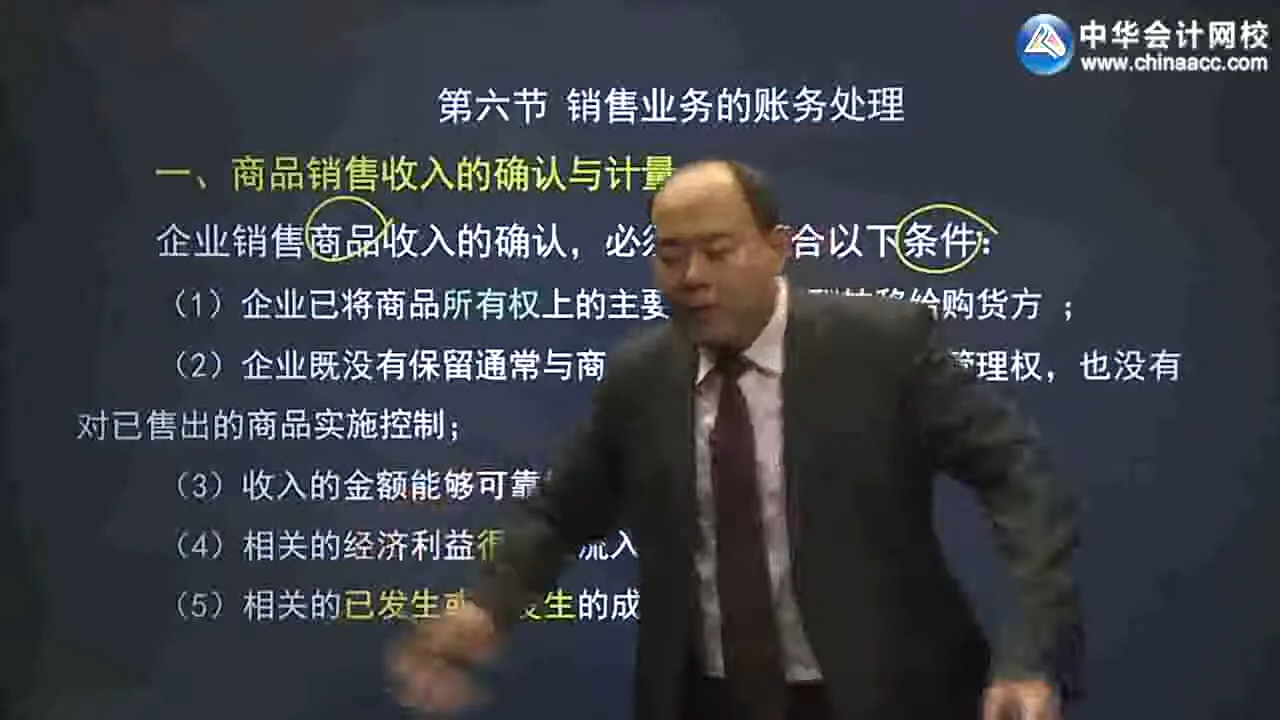 中华会计网校
www.chinaacc.com
第六节 销售业务的账务处理
一、商品销售收入的确认与计量
企业销售商品收入的确认，必 合以下条件：
（1）企业已将商品所有权上的主要 转移给购货方；
（2）企业既没有保留通常与商 管理权，也没有
对已售出的商品实施控制；
（3）收入的金额能够可靠
（4）相关的经济利益很 流入
（5）相关的已发生或 发生的成